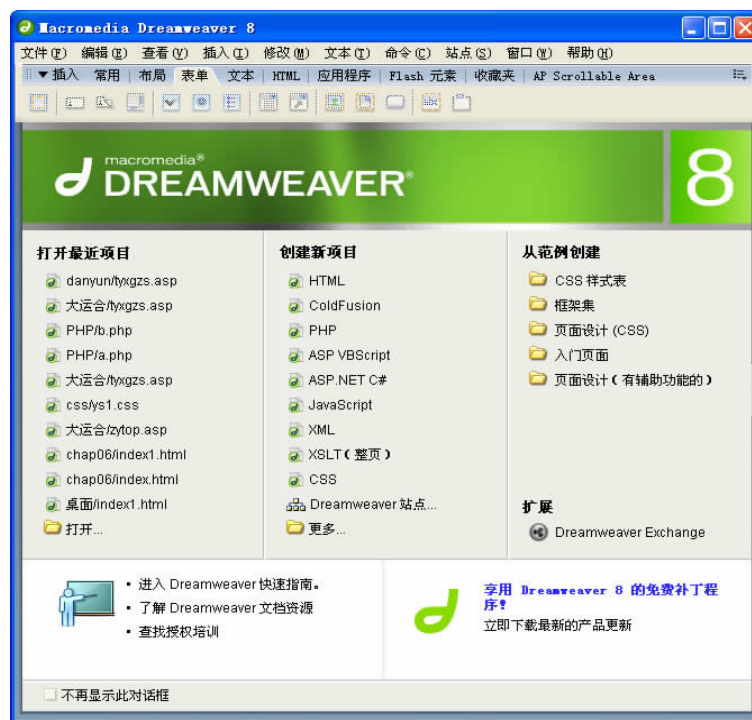 Macromedia Dreamweaver 8
文件(F) 编辑(E) 查看(V) 插入(I) 修改(M) 文本(T) 命令(C) 站点(S) 窗口(W) 帮助(H)
▼插入 常用 布局 表单 文本 HTML 应用程序 Flash 元素 收藏夹 AP Scrollable Area
macromedia®
DREAMWEAVER® 8
打开最近项目
danyun/tyxgzs.asp
大运合/tyxgzs.asp
PHP/b.php
PHP/a.php
大运合/tyxgzs.asp
css/ys1.css
大运合/zytop.asp
chap06/index1.html
chap06/index.html
桌面/index1.html
打开...
创建新项目
HTML
ColdFusion
PHP
ASP VBScript
ASP.NET C#
JavaScript
XML
XSLT(整页)
CSS
Dreamweaver 站点...
更多...
从范例创建
CSS 样式表
框架集
页面设计 (CSS)
入门页面
页面设计(有辅助功能的)
扩展
Dreamweaver Exchange
• 进入 Dreamweaver 快速指南。
• 了解 Dreamweaver 文档资源
• 查找授权培训
享用 Dreamweaver 8 的免费补丁程
序!
立即下载最新的产品更新
不再显示此对话框